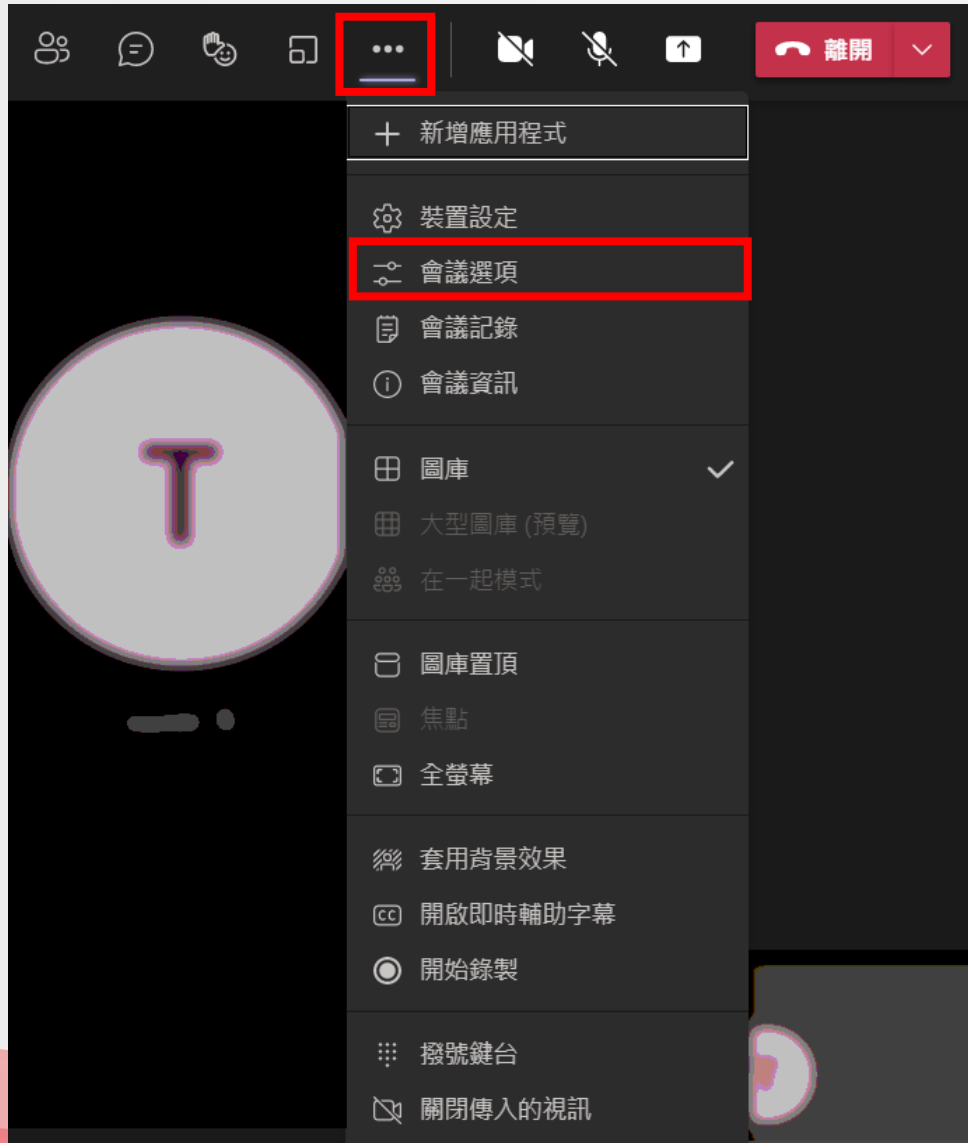 離開
新增應用程式
裝置設定
會議選項
會議記錄
會議資訊
圖庫
大型圖庫 (預覽)
在一起模式
T
圖庫置頂
焦點
全螢幕
套用背景效果
CC 開啟即時輔助字幕
開始錄製
撥號鍵台
關閉傳入的視訊